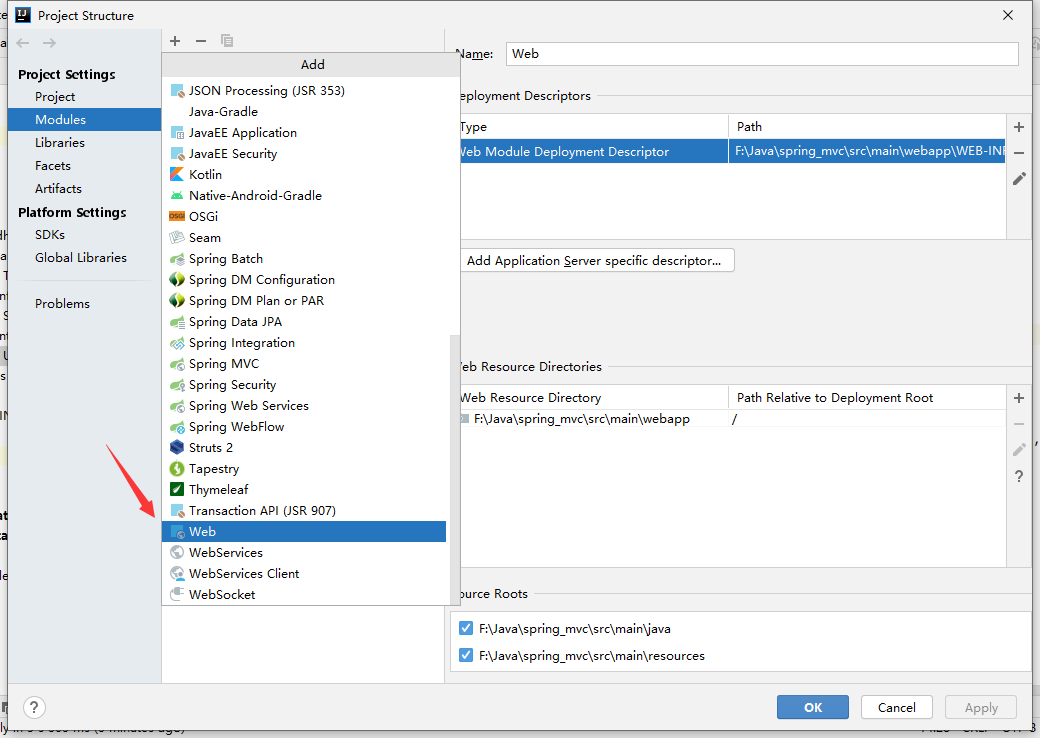 Project Structure
Project Settings
Project
Modules
Libraries
Facets
Artifacts
Platform Settings
SDKs
Global Libraries
Problems
Add
JSON Processing (JSR 353)
Java-Gradle
JavaEE Application
JavaEE Security
Kotlin
Native-Android-Gradle
OSGi
Seam
Spring Batch
Spring DM Configuration
Spring DM Plan or PAR
Spring Data JPA
Spring Integration
Spring MVC
Spring Security
Spring Web Services
Spring WebFlow
Struts 2
Tapestry
Thymeleaf
Transaction API (JSR 907)
Web
WebServices
WebServices Client
WebSocket
Name: Web
eployment Descriptors
Type Path
Web Module Deployment Descriptor F:\Java\spring_mvc\src\main\webapp\WEB-INF
Add Application Server specific descriptor...
eb Resource Directories
Web Resource Directory Path Relative to Deployment Root
F:\Java\spring_mvc\src\main\webapp /
ource Roots
F:\Java\spring_mvc\src\main\java
F:\Java\spring_mvc\src\main\resources
?
?
OK Cancel Apply